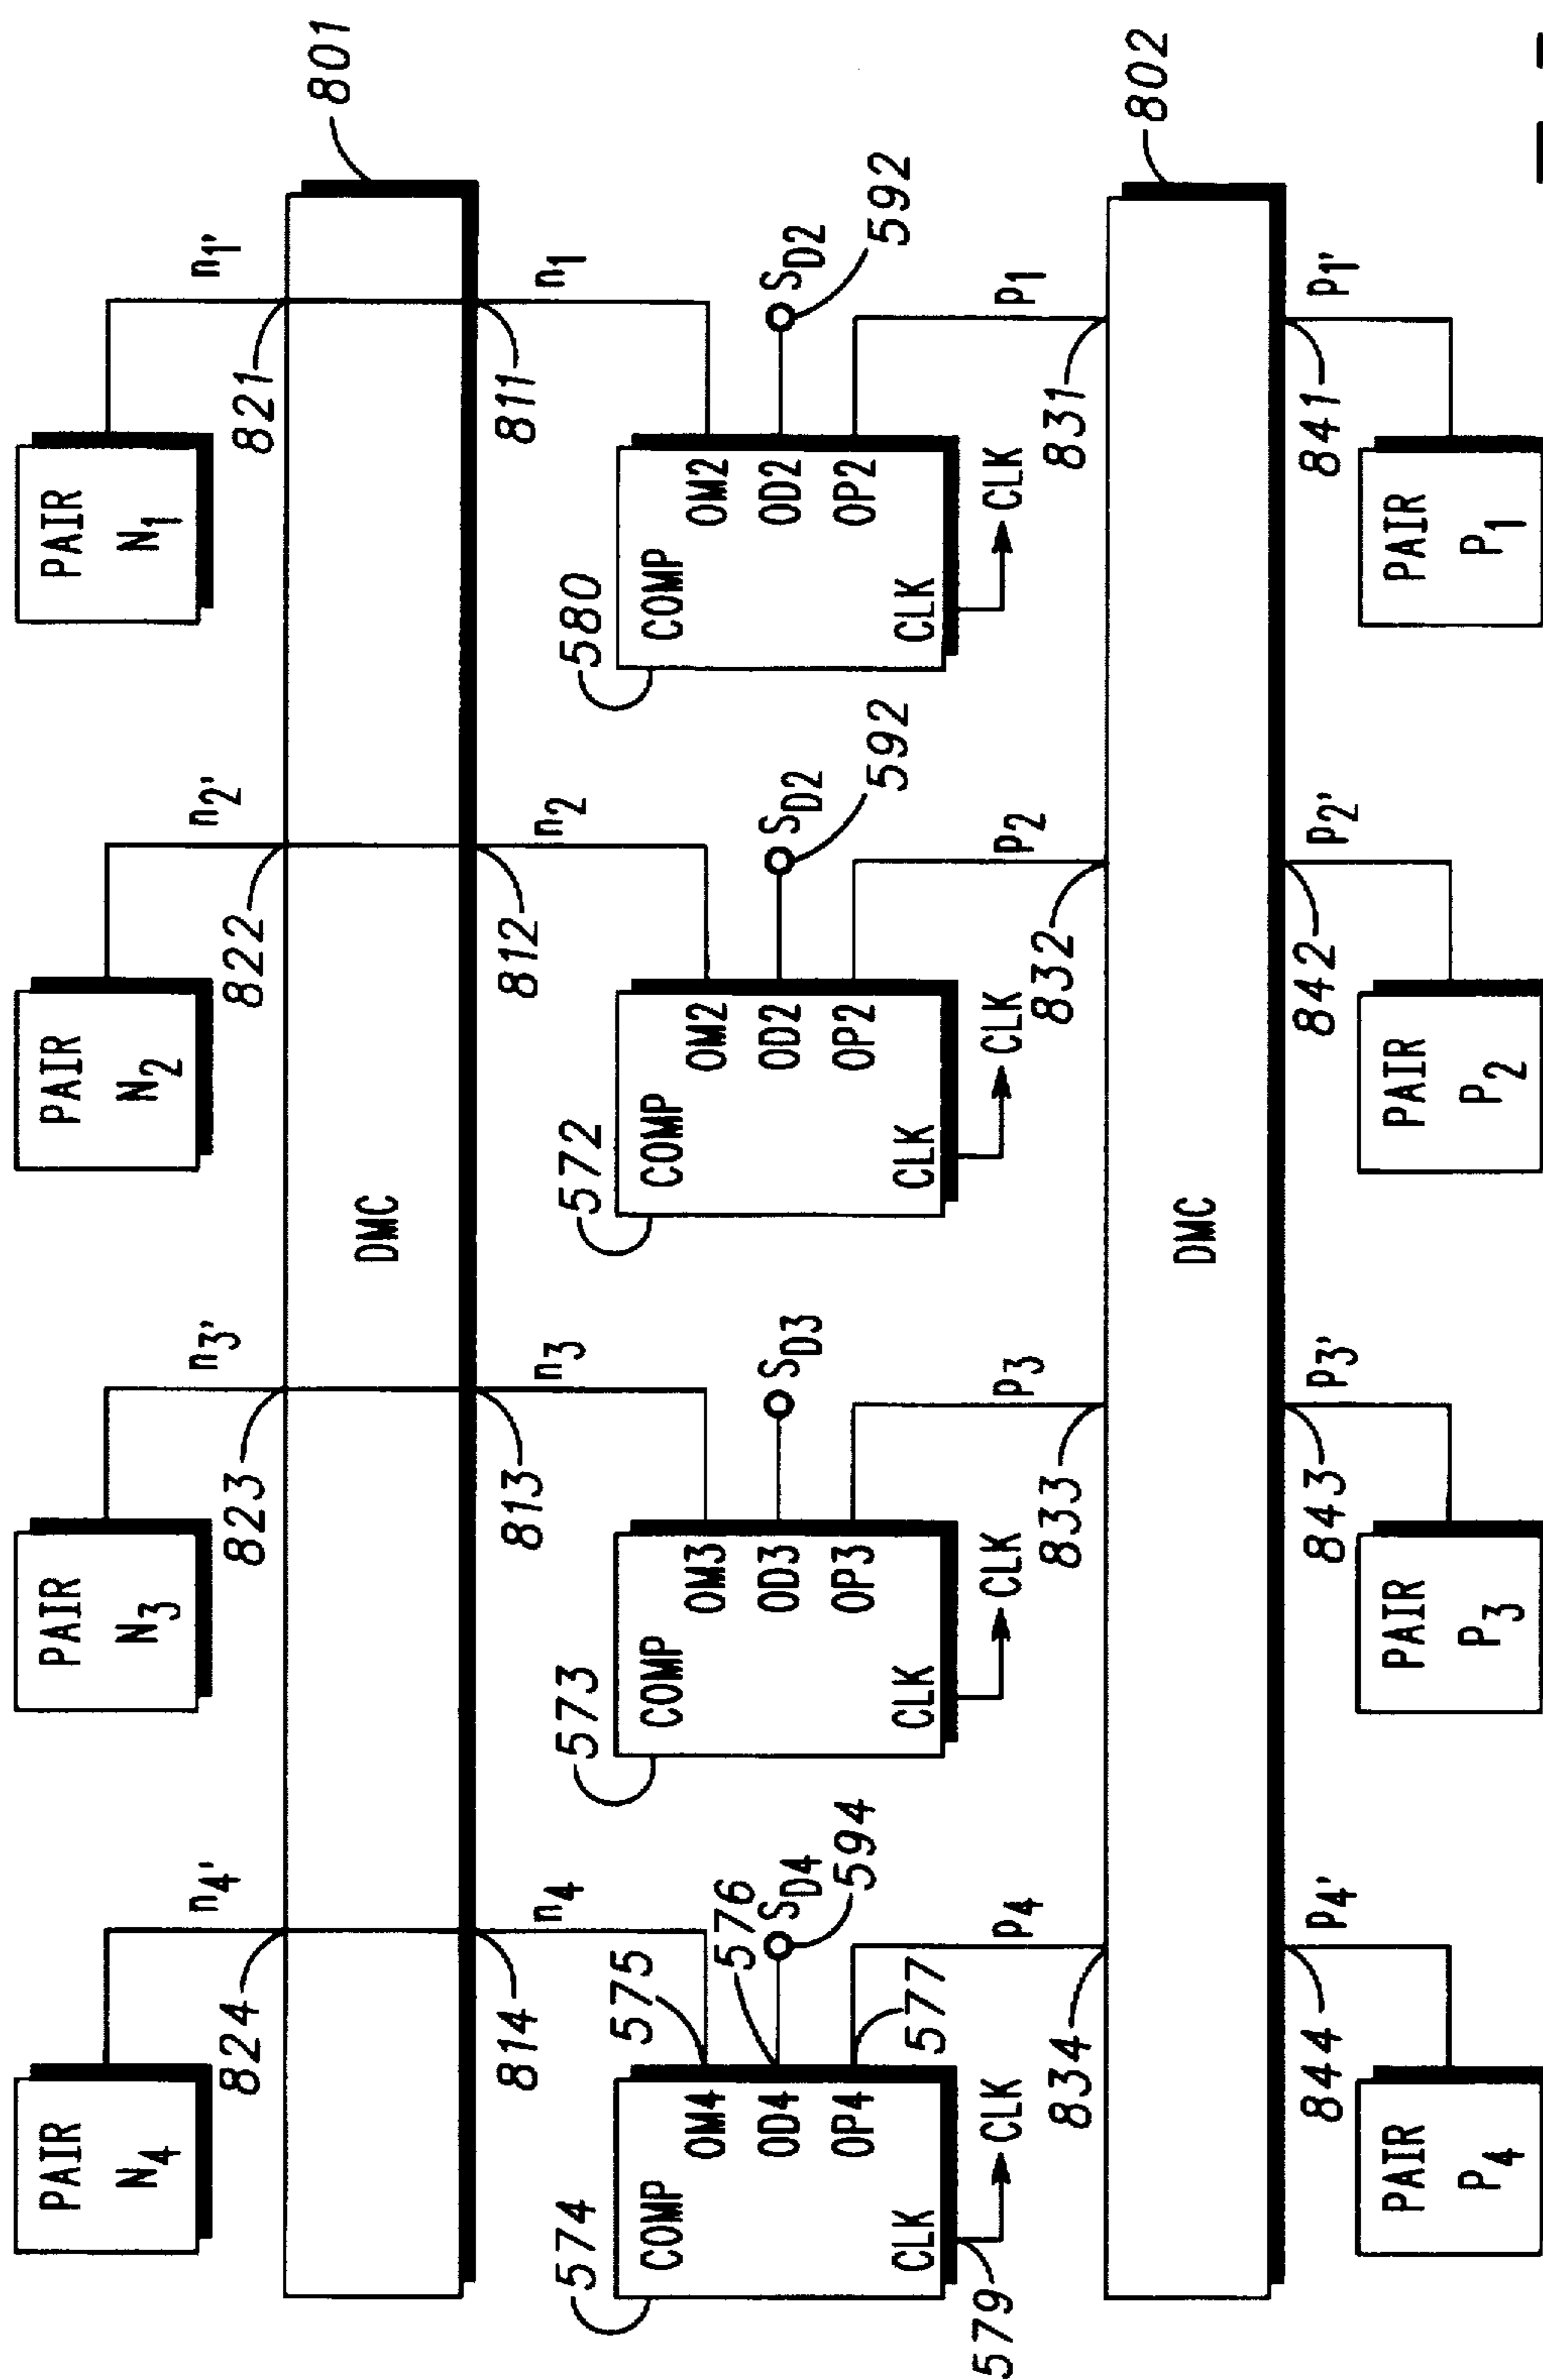 PAIR N4
PAIR N3
PAIR N2
PAIR N1
n4'
n3'
n2'
n1'
824
823
822
821
DMC
801
814
813
812
811
n4
n3
n2
n1
574
573
572
580
COMP
OM4
OD4
OP4
CLK
COMP
OM3
OD3
OP3
CLK
COMP
OM2
OD2
OP2
CLK
COMP
OM2
OD2
OP2
CLK
575
576
577
579
SD4
594
SD3
SD2
592
SD2
592
CLK
CLK
CLK
CLK
p4
p3
p2
p1
834
833
832
831
DMC
802
844
843
842
841
p4'
p3'
p2'
p1'
PAIR P4
PAIR P3
PAIR P2
PAIR P1